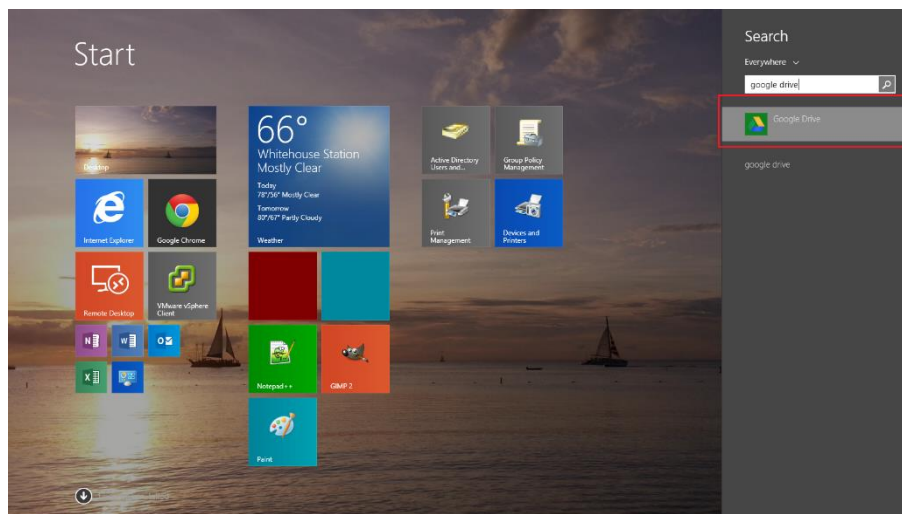 Start
Search
Everywhere
google drive
Google Drive
google drive
Desktop
66°
Whitehouse Station
Mostly Clear
Today
78°/56° Mostly Clear
Tomorrow
80°/67° Partly Cloudy
Weather
Active Directory
Users and...
Group Policy
Management
Internet Explorer
Google Chrome
Print
Management
Devices and
Printers
Remote Desktop
VMware vSphere
Client
Notepad++
GIMP 2
Paint